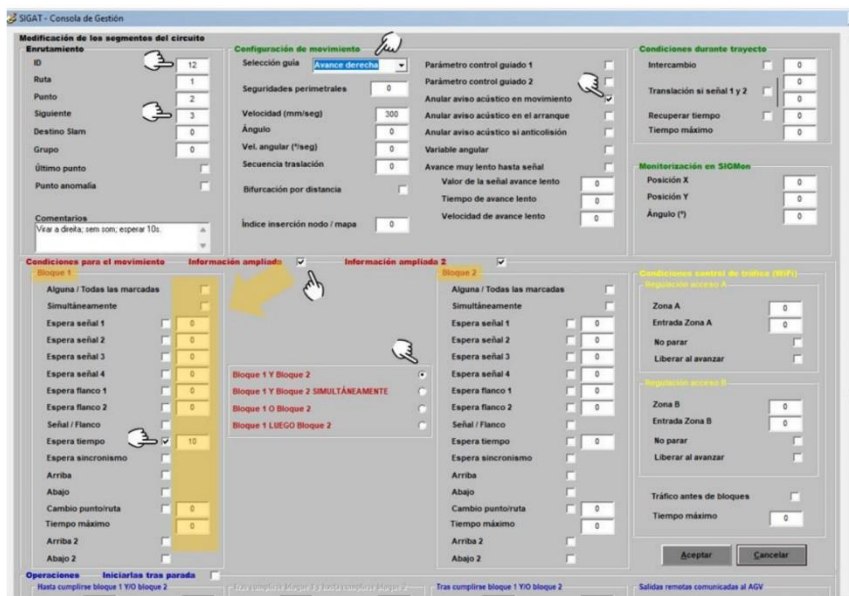 SIGAT - Consola de Gestión
Modificación de los segmentos del circuito
Enrutamiento
ID 12
Ruta 1
Punto 2
Siguiente 3
Destino Slam 0
Grupo 0
Último punto
Punto anomalía
Comentarios
Virar a direita; sem som; esperar 10s.
Configuración de movimiento
Selección guía Avance derecha
Seguridades perimetrales 0
Velocidad (mm/seg) 300
Ángulo 0
Vel. angular (°/seg) 0
Secuencia traslación 0
Bifurcación por distancia
Índice inserción nodo / mapa 0
Parámetro control guiado 1
Parámetro control guiado 2
Anular aviso acústico en movimiento
Anular aviso acústico en el arranque
Anular aviso acústico si anticolisión
Variable angular
Avance muy lento hasta señal
Valor de la señal avance lento 0
Tiempo de avance lento 0
Velocidad de avance lento 0
Condiciones durante trayecto
Intercambio 0
Translación si señal 1 y 2 0
0
Recuperar tiempo 0
Tiempo máximo 0
Monitorización en SIGMon
Posición X 0
Posición Y 0
Ángulo (°) 0
Condiciones para el movimiento Información ampliada Información ampliada 2
Bloque 1
Alguna / Todas las marcadas
Simultáneamente
Espera señal 1 0
Espera señal 2 0
Espera señal 3 0
Espera señal 4 0
Espera flanco 1 0
Espera flanco 2 0
Señal / Flanco
Espera tiempo 10
Espera sincronismo
Arriba
Abajo
Cambio punto/ruta 0
Tiempo máximo 0
Arriba 2
Abajo 2
Bloque 1 Y Bloque 2
Bloque 1 Y Bloque 2 SIMULTÁNEAMENTE
Bloque 1 O Bloque 2
Bloque 1 LUEGO Bloque 2
Bloque 2
Alguna / Todas las marcadas
Simultáneamente
Espera señal 1 0
Espera señal 2 0
Espera señal 3 0
Espera señal 4 0
Espera flanco 1 0
Espera flanco 2 0
Señal / Flanco
Espera tiempo 0
Espera sincronismo
Arriba
Abajo
Cambio punto/ruta 0
Tiempo máximo 0
Arriba 2
Abajo 2
Condiciones control de tráfico (WiFi)
Regulación acceso A
Zona A 0
Entrada Zona A 0
No parar
Liberar al avanzar
Regulación acceso B
Zona B 0
Entrada Zona B 0
No parar
Liberar al avanzar
Tráfico antes de bloques
Tiempo máximo 0
Aceptar Cancelar
Operaciones Iniciarlas tras parada
Hasta cumplirse bloque 1 Y/O bloque 2
Tras cumplirse bloque 1 y hasta cumplirse bloque 2
Tras cumplirse bloque 1 Y/O bloque 2
Salidas remotas comunicadas al AGV